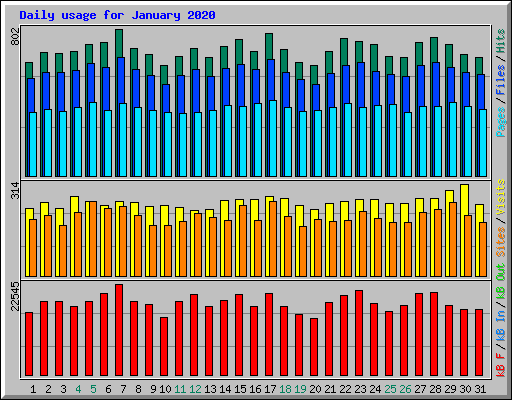 Daily usage for January 2020
802
Pages / Files / Hits
314
Sites / Visits
22545
kB F / kB In / kB Out
1 2 3 4 5 6 7 8 9 10 11 12 13 14 15 16 17 18 19 20 21 22 23 24 25 26 27 28 29 30 31